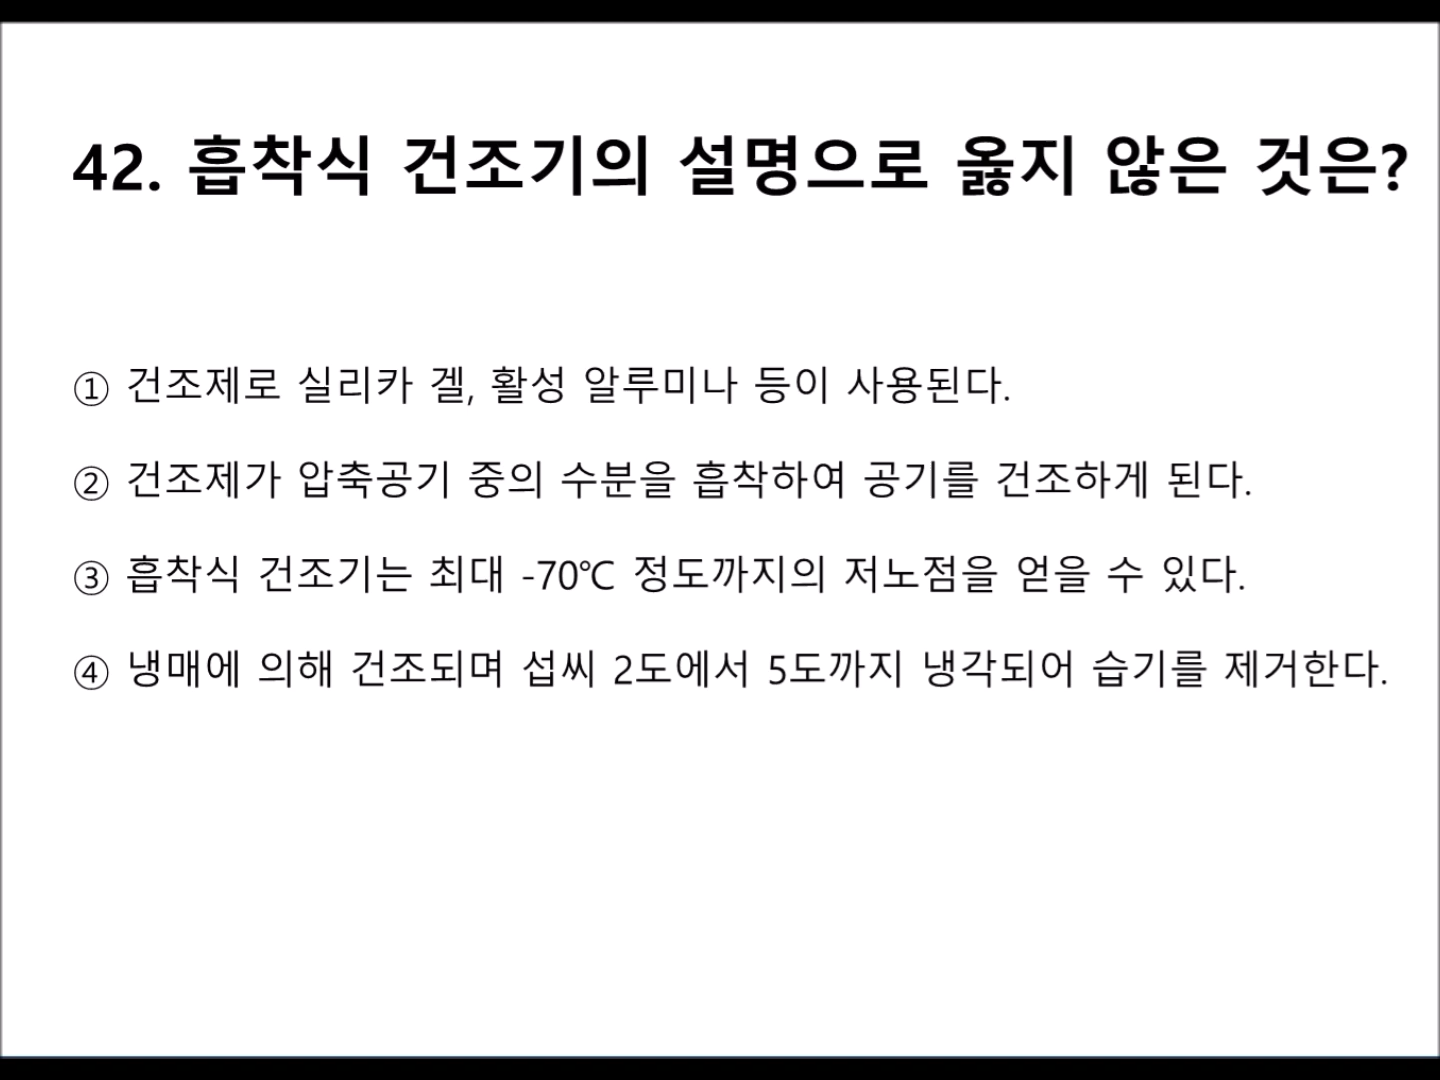 42. 흡착식 건조기의 설명으로 옳지 않은 것은?
① 건조제로 실리카 겔, 활성 알루미나 등이 사용된다.
② 건조제가 압축공기 중의 수분을 흡착하여 공기를 건조하게 된다.
③ 흡착식 건조기는 최대 -70℃ 정도까지의 저노점을 얻을 수 있다.
④ 냉매에 의해 건조되며 섭씨 2도에서 5도까지 냉각되어 습기를 제거한다.